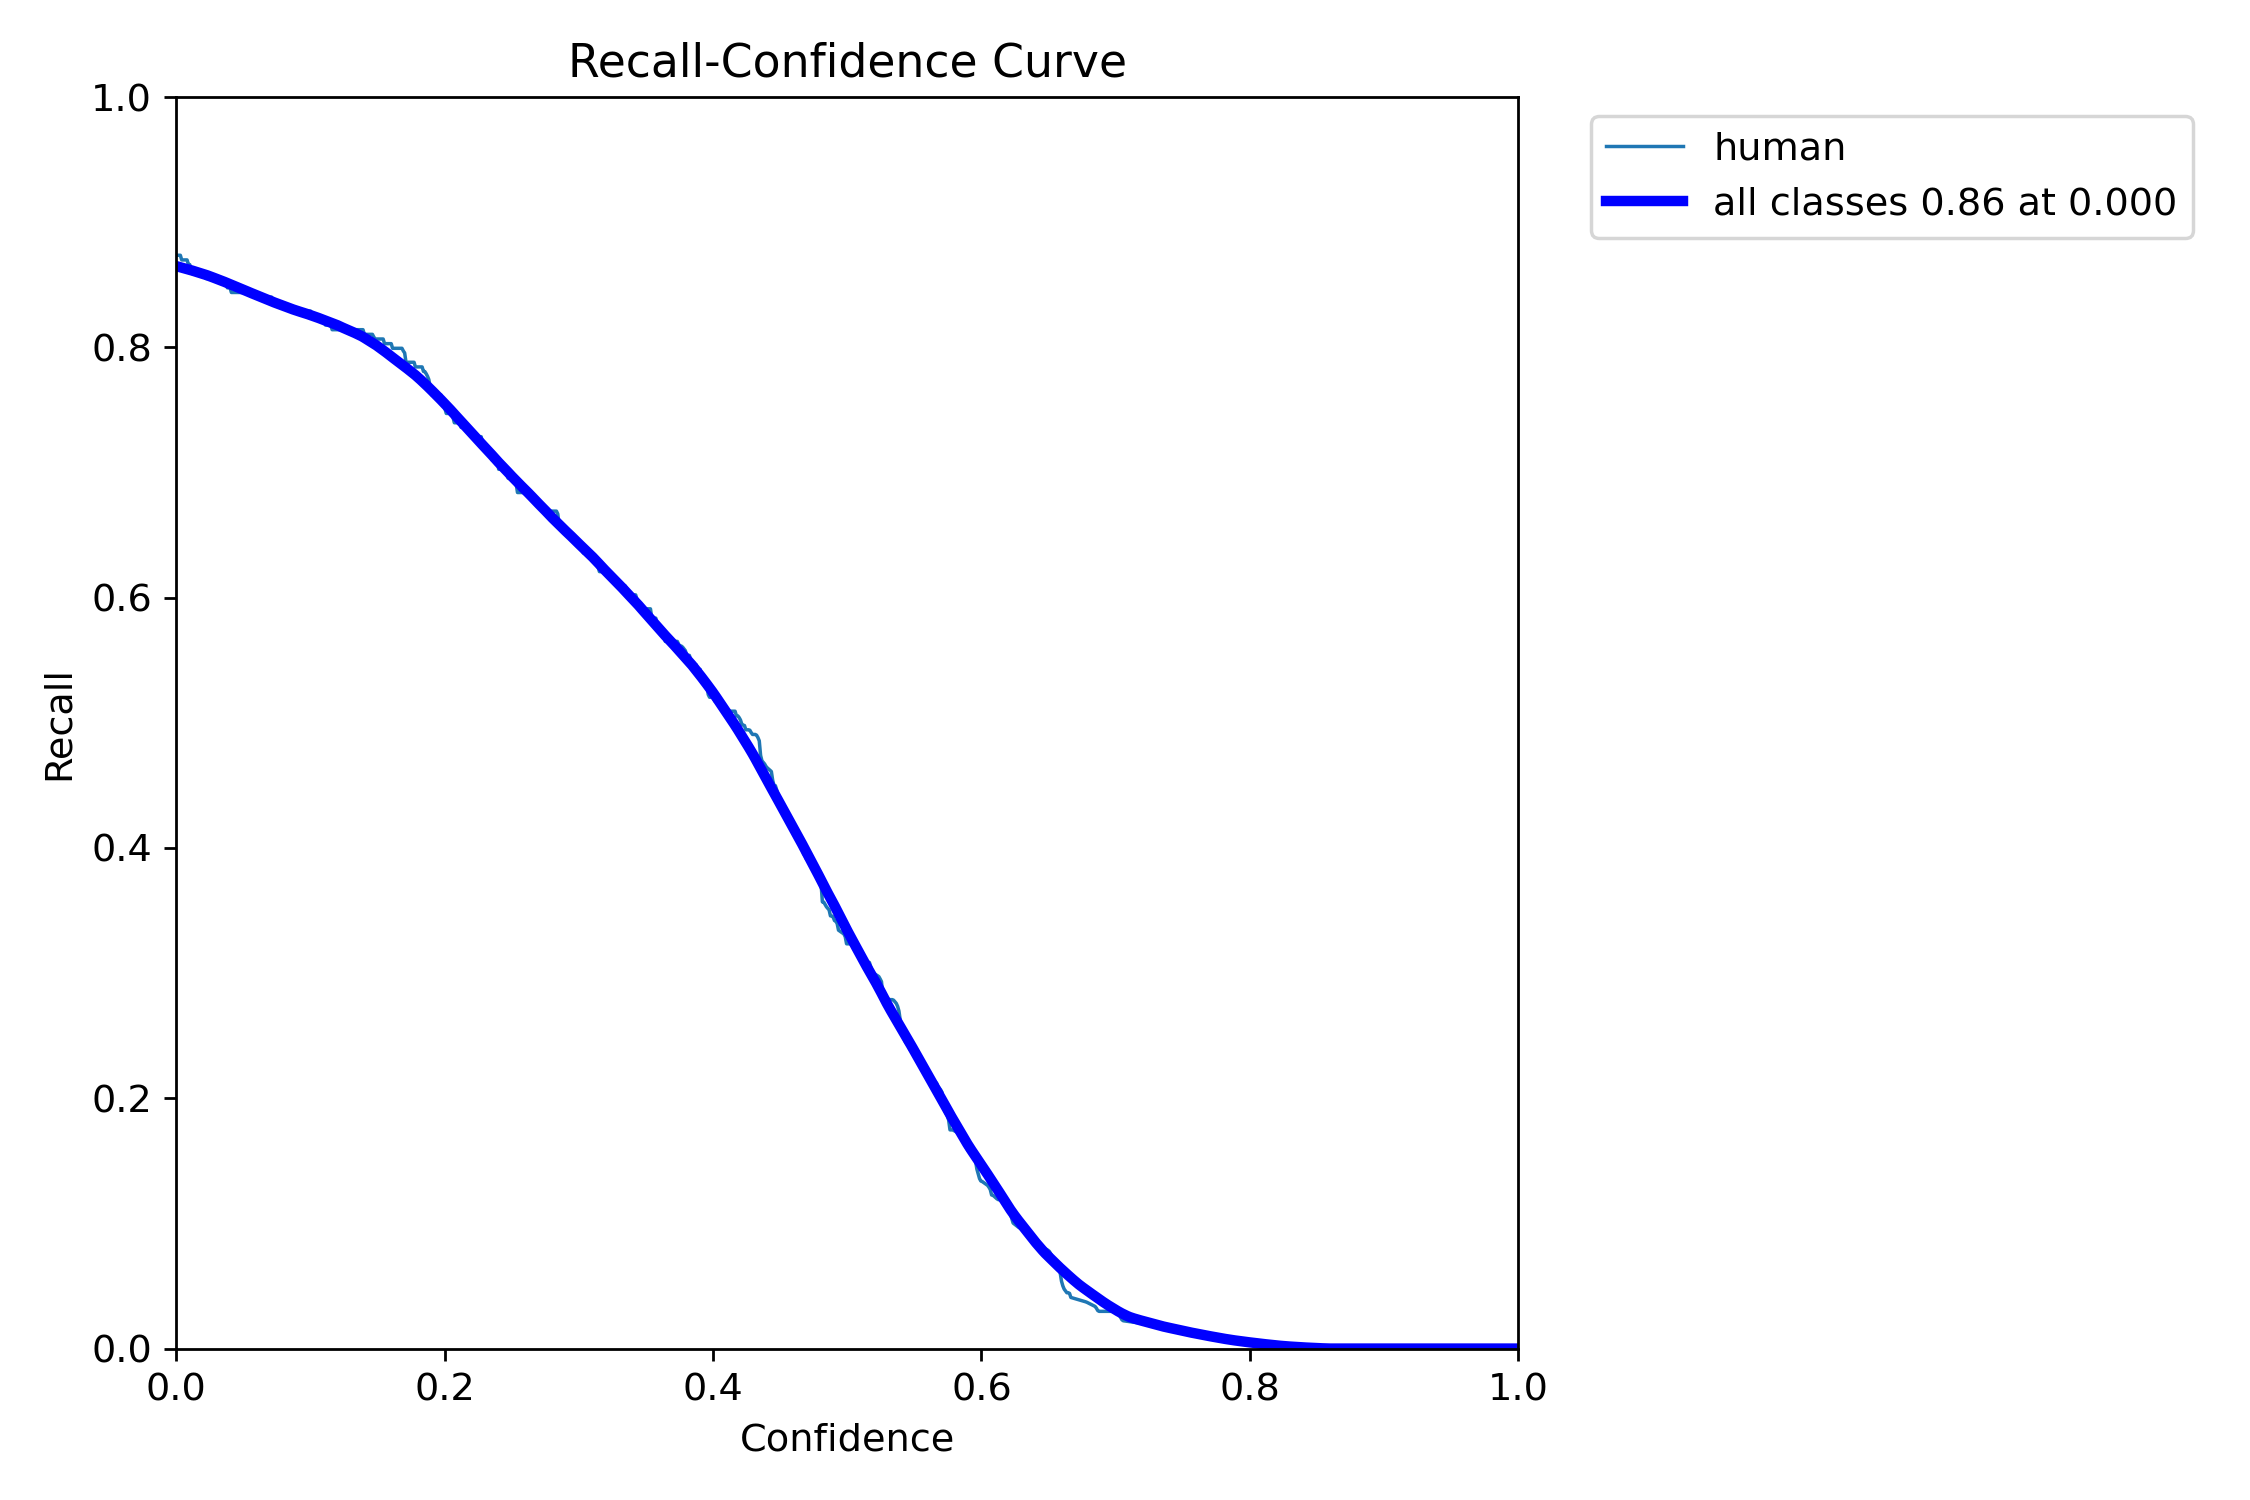 Recall-Confidence Curve
1.0
0.8
0.6
0.4
0.2
0.0
Recall
0.0 0.2 0.4 0.6 0.8 1.0
Confidence
human
all classes 0.86 at 0.000